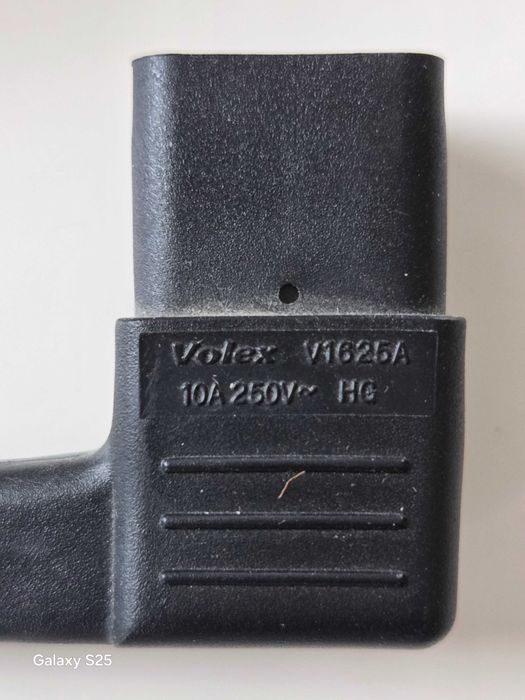 Volex V1625A
10A 250V~ HG
Galaxy S25